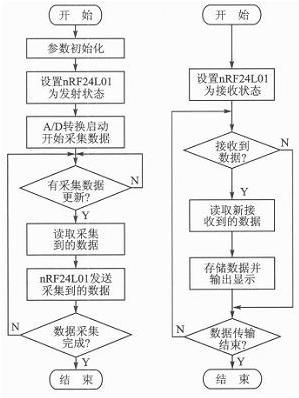 开 始
参数初始化
设置nRF24L01
为发射状态
A/D转换启动
开始采集数据
有采集数据
更新?
N
Y
读取采集
到的数据
nRF24L01发送
采集到的数据
数据采集
完成?
N
Y
结 束
开 始
设置nRF24L01
为接收状态
接收到
数据?
N
Y
读取新接
收到的数据
存储数据并
输出显示
数据传输
结束?
N
Y
结 束